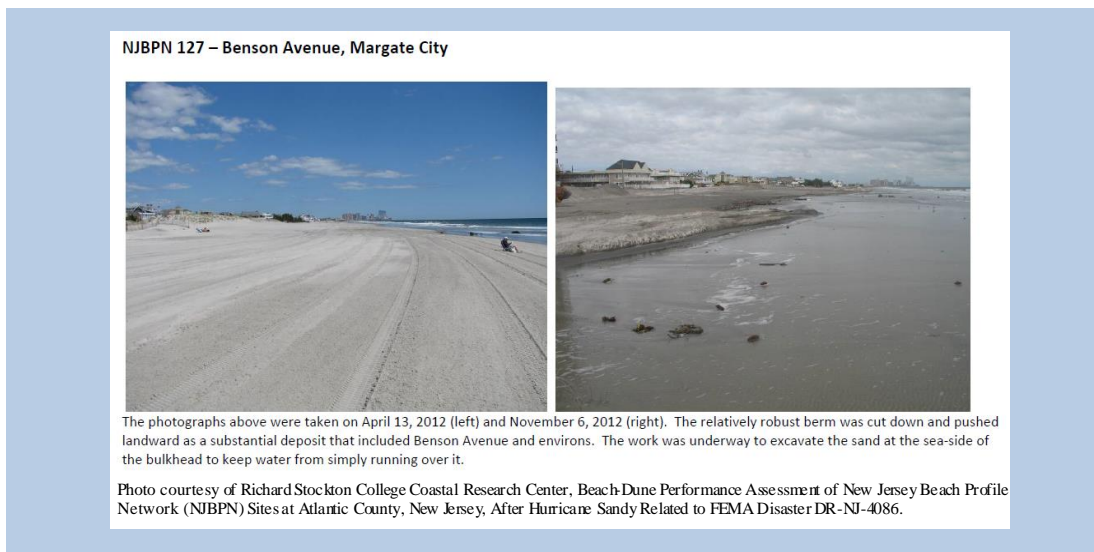 NJBPN 127 – Benson Avenue, Margate City
The photographs above were taken on April 13, 2012 (left) and November 6, 2012 (right). The relatively robust berm was cut down and pushed
landward as a substantial deposit that included Benson Avenue and environs. The work was underway to excavate the sand at the sea-side of
the bulkhead to keep water from simply running over it.
Photo courtesy of Richard Stockton College Coastal Research Center, Beach-Dune Performance Assessment of New Jersey Beach Profile
Network (NJBPN) Sites at Atlantic County, New Jersey, After Hurricane Sandy Related to FEMA Disaster DR-NJ-4086.